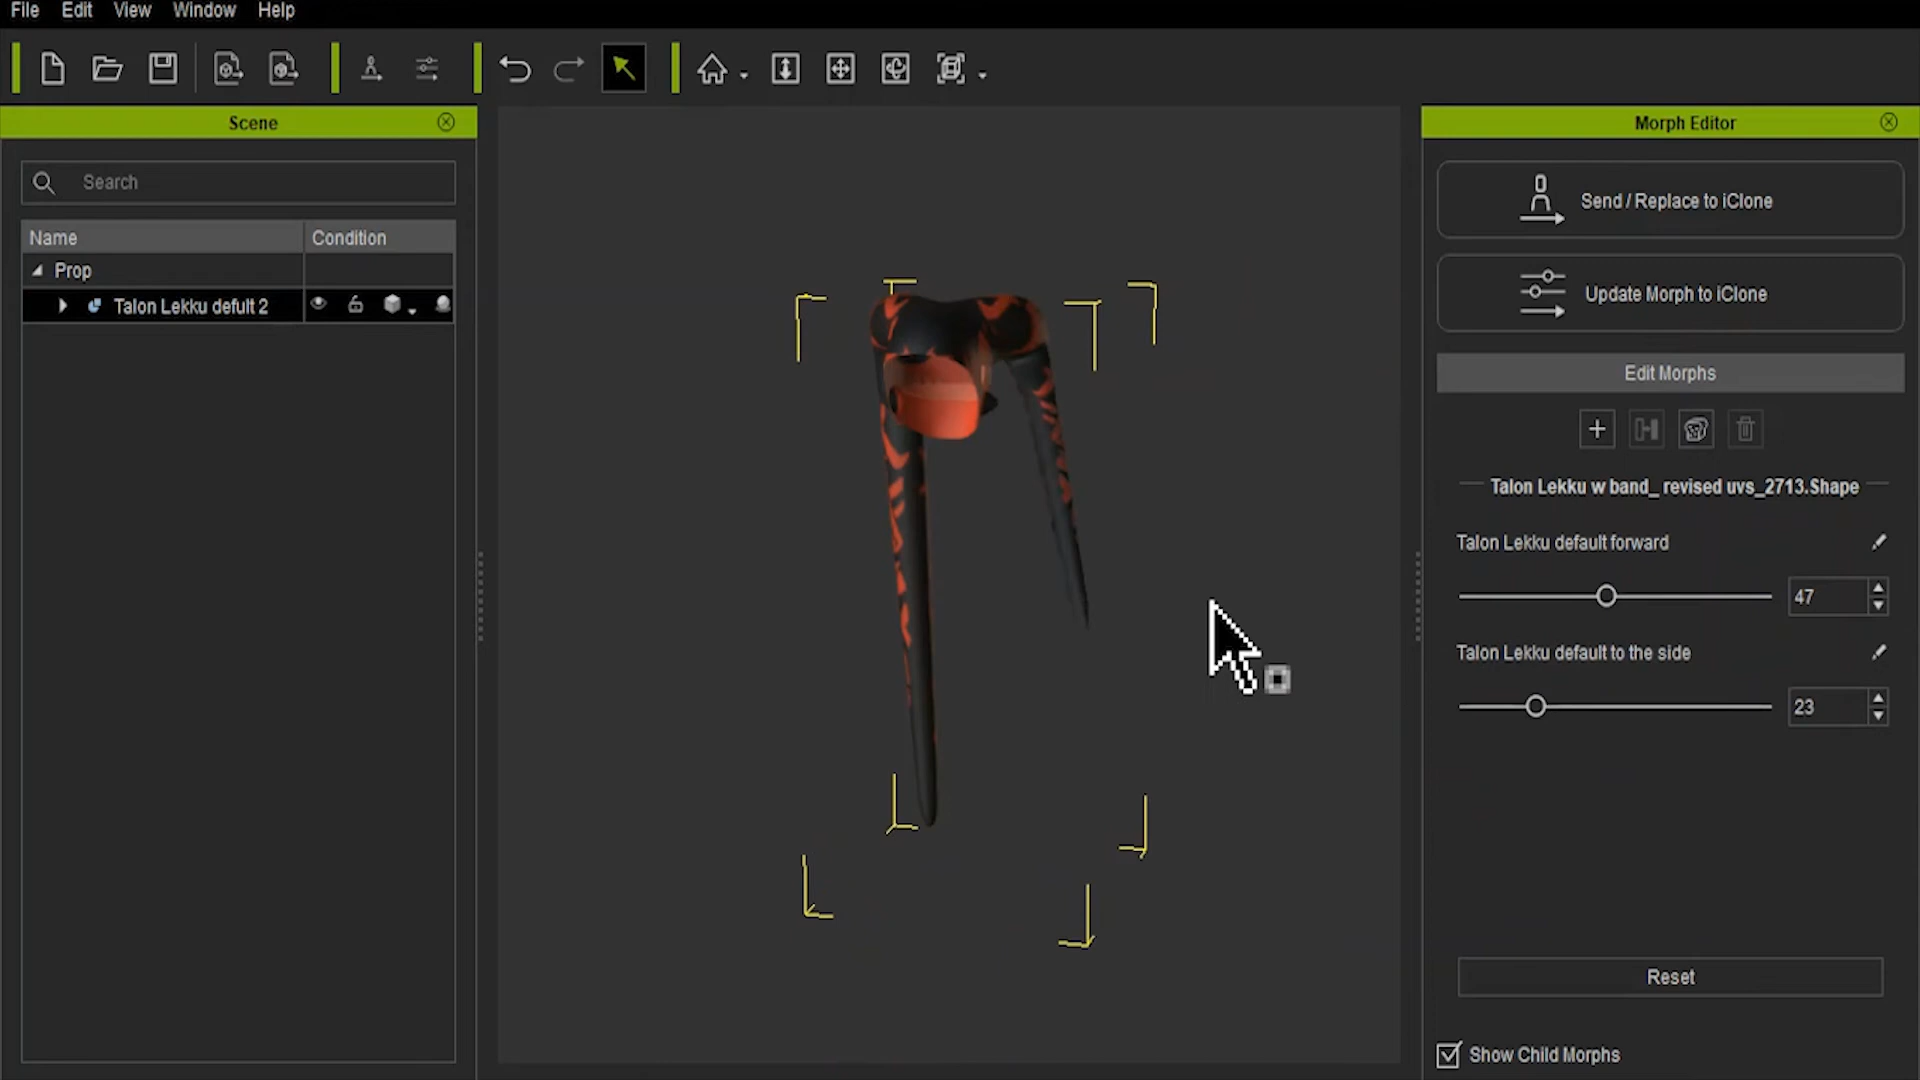 File Edit View Window Help
Scene
Search
Name Condition
Prop
Talon Lekku defult 2
Morph Editor
Send / Replace to iClone
Update Morph to iClone
Edit Morphs
Talon Lekku w band_ revised uvs_2713.Shape
Talon Lekku default forward
47
Talon Lekku default to the side
23
Reset
Show Child Morphs